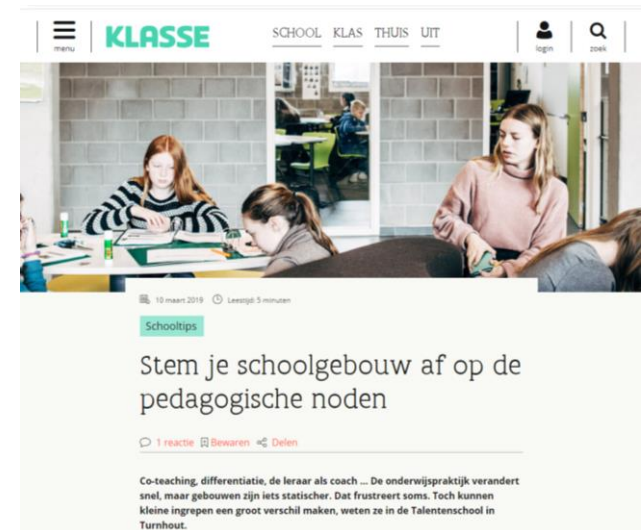 menu
KLASSE
SCHOOL KLAS THUIS UIT
login
zoek
10 maart 2019 Leestijd: 5 minuten
Schooltips
Stem je schoolgebouw af op de
pedagogische noden
1 reactie Bewaren Delen
Co-teaching, differentiatie, de leraar als coach ... De onderwijspraktijk verandert
snel, maar gebouwen zijn iets statischer. Dat frustreert soms. Toch kunnen
kleine ingrepen een groot verschil maken, weten ze in de Talentenschool in
Turnhout.